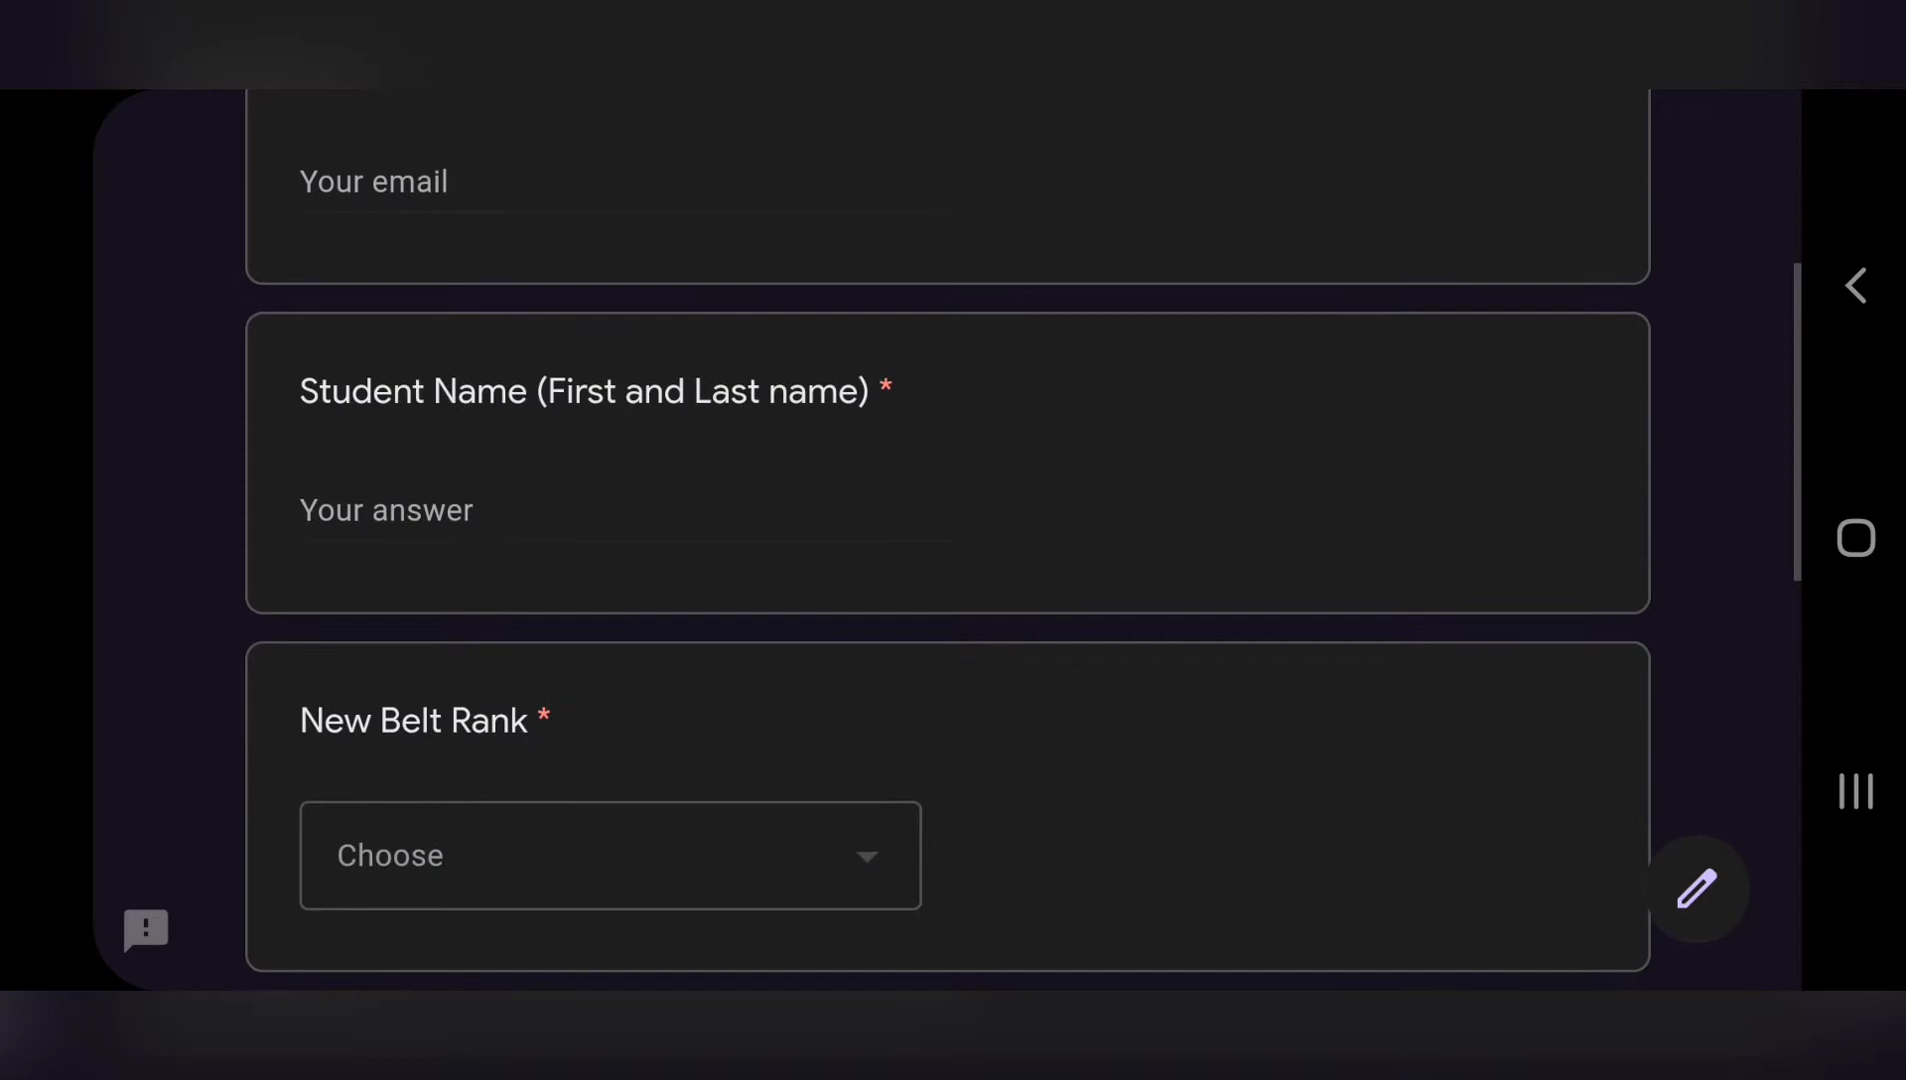 Your email
Student Name (First and Last name) *
Your answer
New Belt Rank *
Choose